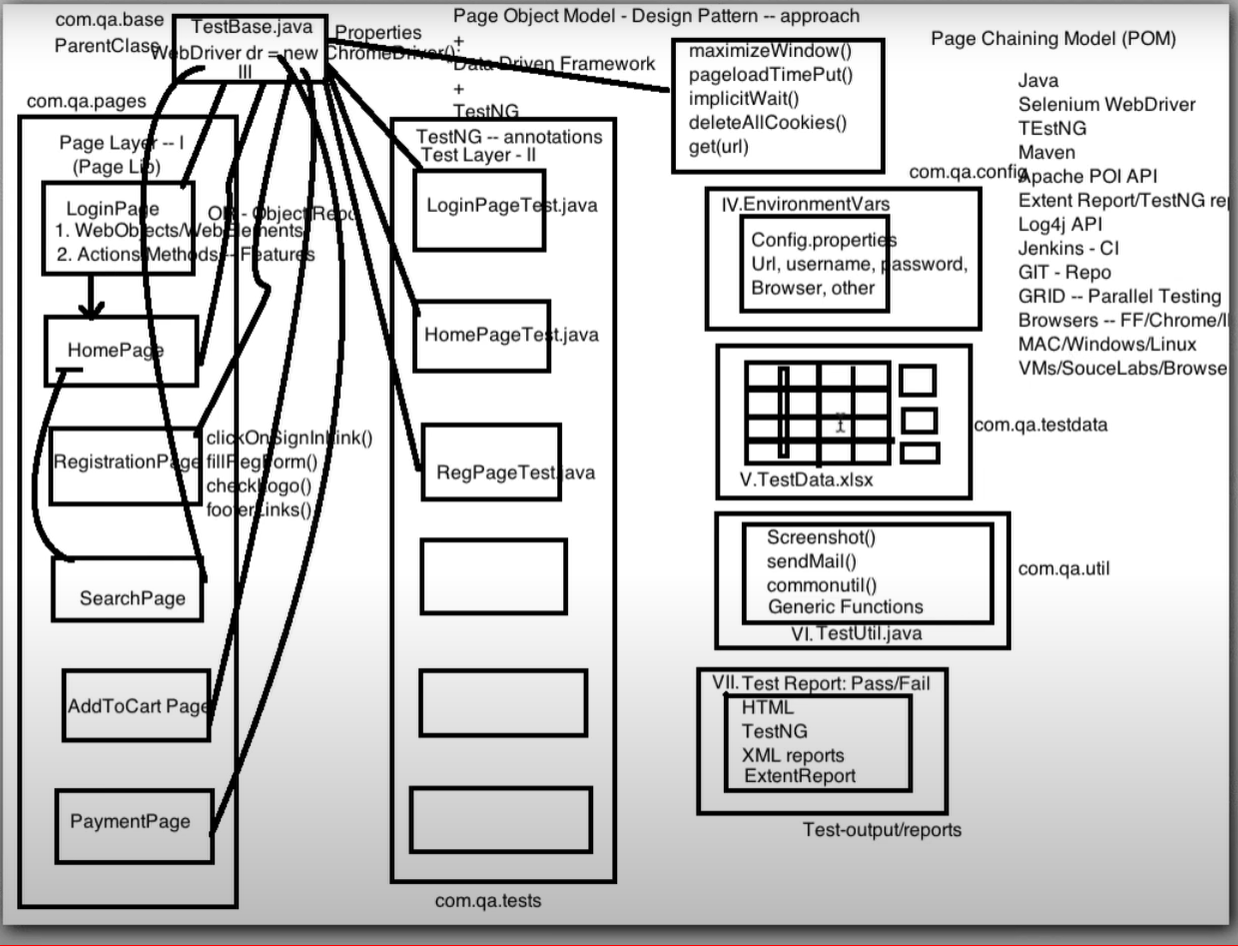 com.qa.base
ParentClass
TestBase.java
WebDriver dr = new ChromeDriver();
III
Properties
Page Object Model - Design Pattern -- approach
+
Data Driven Framework
+
TestNG
maximizeWindow()
pageloadTimePut()
implicitWait()
deleteAllCookies()
get(url)
Page Chaining Model (POM)
Java
Selenium WebDriver
TEstNG
Maven
Apache POI API
Extent Report/TestNG
Log4j API
Jenkins - CI
GIT - Repo
GRID -- Parallel Testing
Browsers -- FF/Chrome/
MAC/Windows/Linux
VMs/SouceLabs/Browse
com.qa.pages
Page Layer -- I
(Page Lib)
LoginPage
1. WebObjects/WebElements
2. Actions/Methods -- Features
OR - Object Repo
HomePage
RegistrationPage
clickOnSignInLink()
fillRegForm()
checkLogo()
footerLinks()
SearchPage
AddToCart Page
PaymentPage
TestNG -- annotations
Test Layer - II
LoginPageTest.java
HomePageTest.java
RegPageTest.java
com.qa.tests
com.qa.config
IV.EnvironmentVars
Config.properties
Url, username, password,
Browser, other
com.qa.testdata
V.TestData.xlsx
Screenshot()
sendMail()
commonutil()
Generic Functions
VI. TestUtil.java
com.qa.util
VII. Test Report: Pass/Fail
HTML
TestNG
XML reports
ExtentReport
Test-output/reports